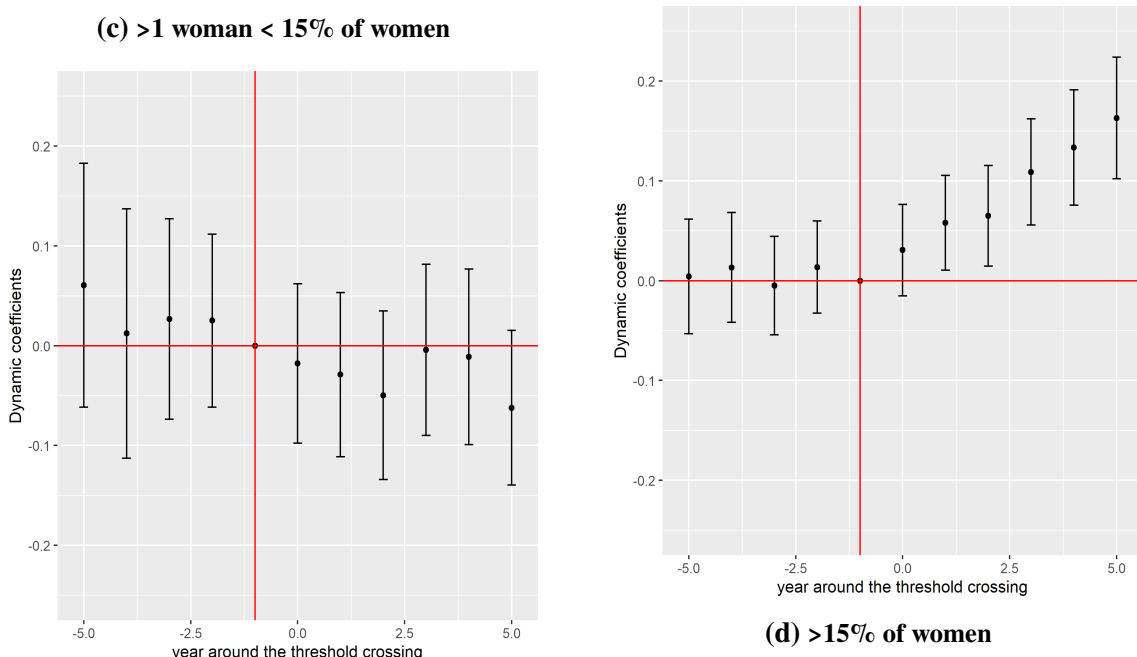 (c) >1 woman < 15% of women
0.2
0.1
0.0
-0.1
-0.2
Dynamic coefficients
-5.0 -2.5 0.0 2.5 5.0
year around the threshold crossing
0.2
0.1
0.0
-0.1
-0.2
Dynamic coefficients
-5.0 -2.5 0.0 2.5 5.0
year around the threshold crossing
(d) >15% of women